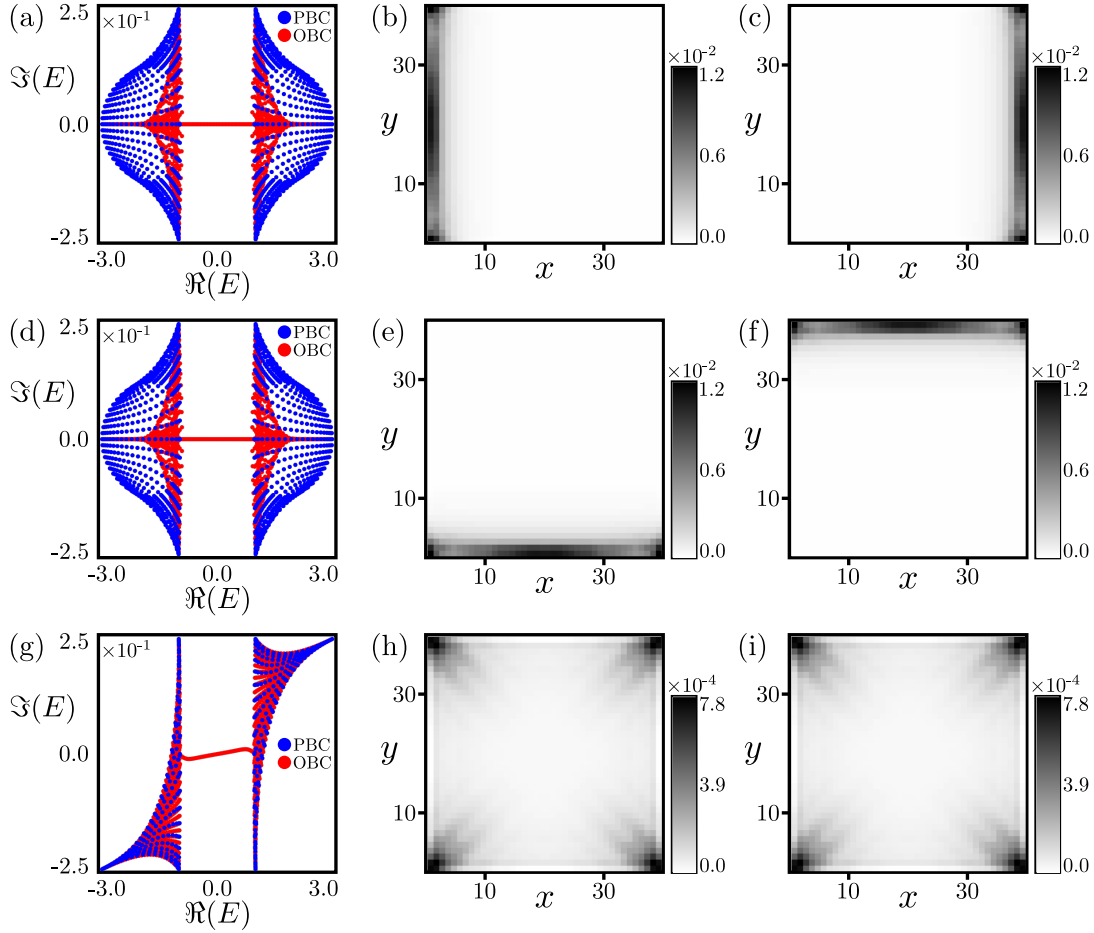 (a) 2.5 ×10⁻¹ PBC OBC
ℑ(E) 0.0
-2.5
-3.0 0.0 3.0
ℜ(E)
(b)
30
y
10
10 30
x
×10⁻²
1.2
0.6
0.0
(c)
30
y
10
10 30
x
×10⁻²
1.2
0.6
0.0
(d) 2.5 ×10⁻¹ PBC OBC
ℑ(E) 0.0
-2.5
-3.0 0.0 3.0
ℜ(E)
(e)
30
y
10
10 30
x
×10⁻²
1.2
0.6
0.0
(f)
30
y
10
10 30
x
×10⁻²
1.2
0.6
0.0
(g) 2.5 ×10⁻¹
ℑ(E) 0.0 PBC OBC
-2.5
-3.0 0.0 3.0
ℜ(E)
(h)
30
y
10
10 30
x
×10⁻⁴
7.8
3.9
0.0
(i)
30
y
10
10 30
x
×10⁻⁴
7.8
3.9
0.0